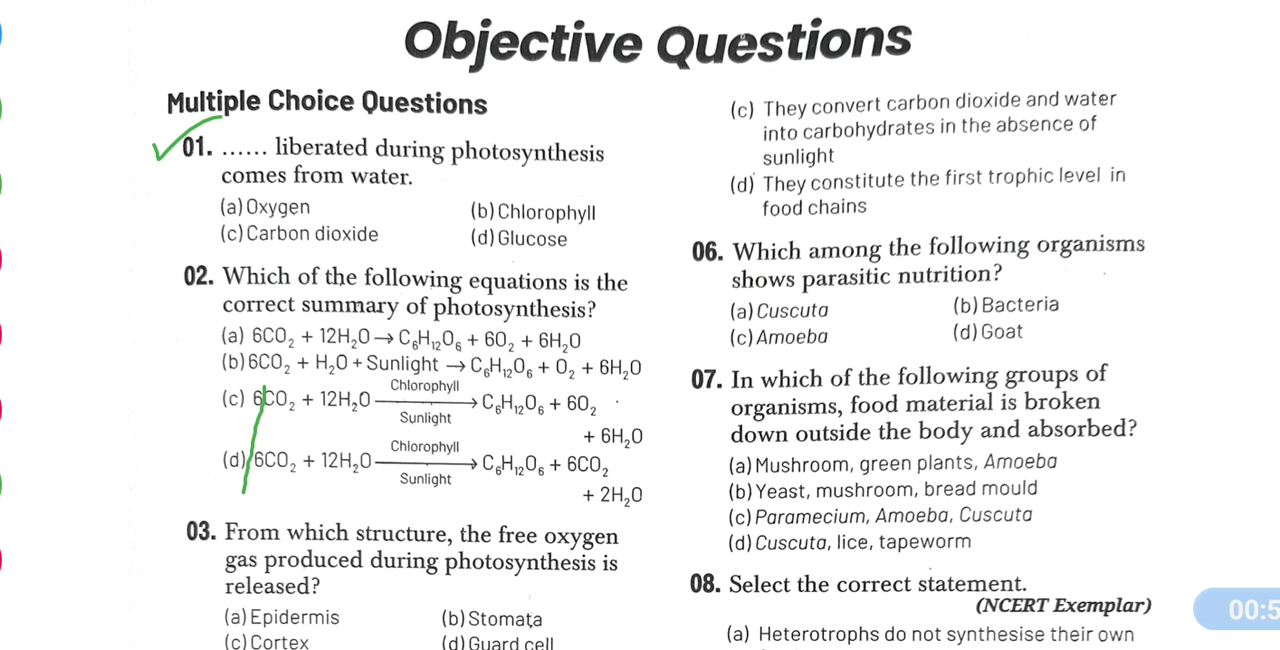 Objective Questions
Multiple Choice Questions
01. ...... liberated during photosynthesis
comes from water.
(a) Oxygen (b) Chlorophyll
(c) Carbon dioxide (d) Glucose
02. Which of the following equations is the
correct summary of photosynthesis?
(a) 6CO₂ + 12H₂O → C₆H₁₂O₆ + 6O₂ + 6H₂O
(b) 6CO₂ + H₂O + Sunlight → C₆H₁₂O₆ + O₂ + 6H₂O
Chlorophyll
(c) 6CO₂ + 12H₂O → C₆H₁₂O₆ + 6O₂
Sunlight
+ 6H₂O
Chlorophyll
(d) 6CO₂ + 12H₂O → C₆H₁₂O₆ + 6CO₂
Sunlight
+ 2H₂O
03. From which structure, the free oxygen
gas produced during photosynthesis is
released?
(a) Epidermis (b) Stomata
(c) Cortex (d) Guard cell
(c) They convert carbon dioxide and water
into carbohydrates in the absence of
sunlight
(d) They constitute the first trophic level in
food chains
06. Which among the following organisms
shows parasitic nutrition?
(a) Cuscuta (b) Bacteria
(c) Amoeba (d) Goat
07. In which of the following groups of
organisms, food material is broken
down outside the body and absorbed?
(a) Mushroom, green plants, Amoeba
(b) Yeast, mushroom, bread mould
(c) Paramecium, Amoeba, Cuscuta
(d) Cuscuta, lice, tapeworm
08. Select the correct statement.
(NCERT Exemplar)
(a) Heterotrophs do not synthesise their own
00:5